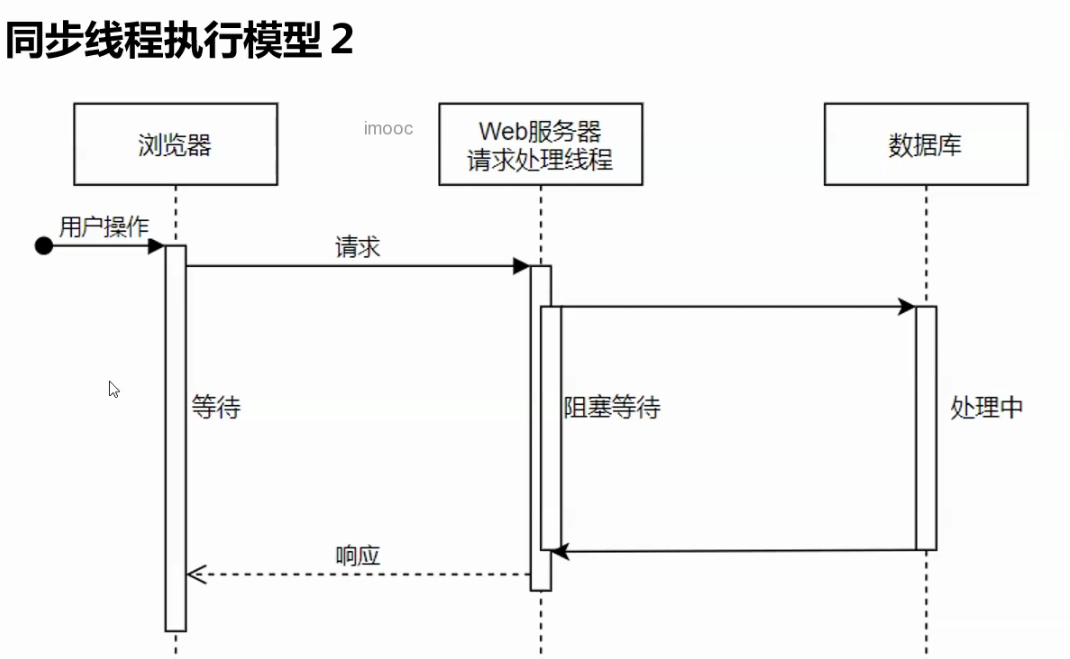 同步线程执行模型2
imooc
浏览器
Web服务器
请求处理线程
数据库
用户操作
请求
等待
阻塞等待
处理中
响应